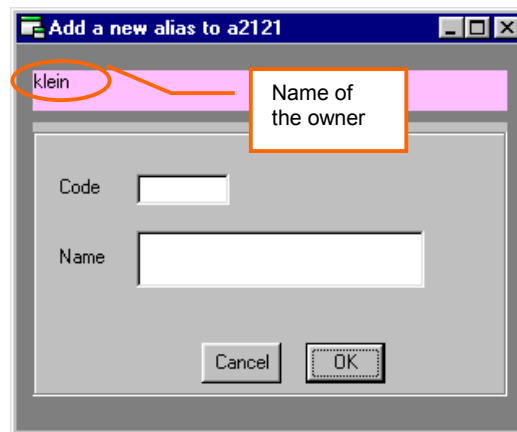 Add a new alias to a2121
klein
Name of
the owner
Code
Name
Cancel
OK